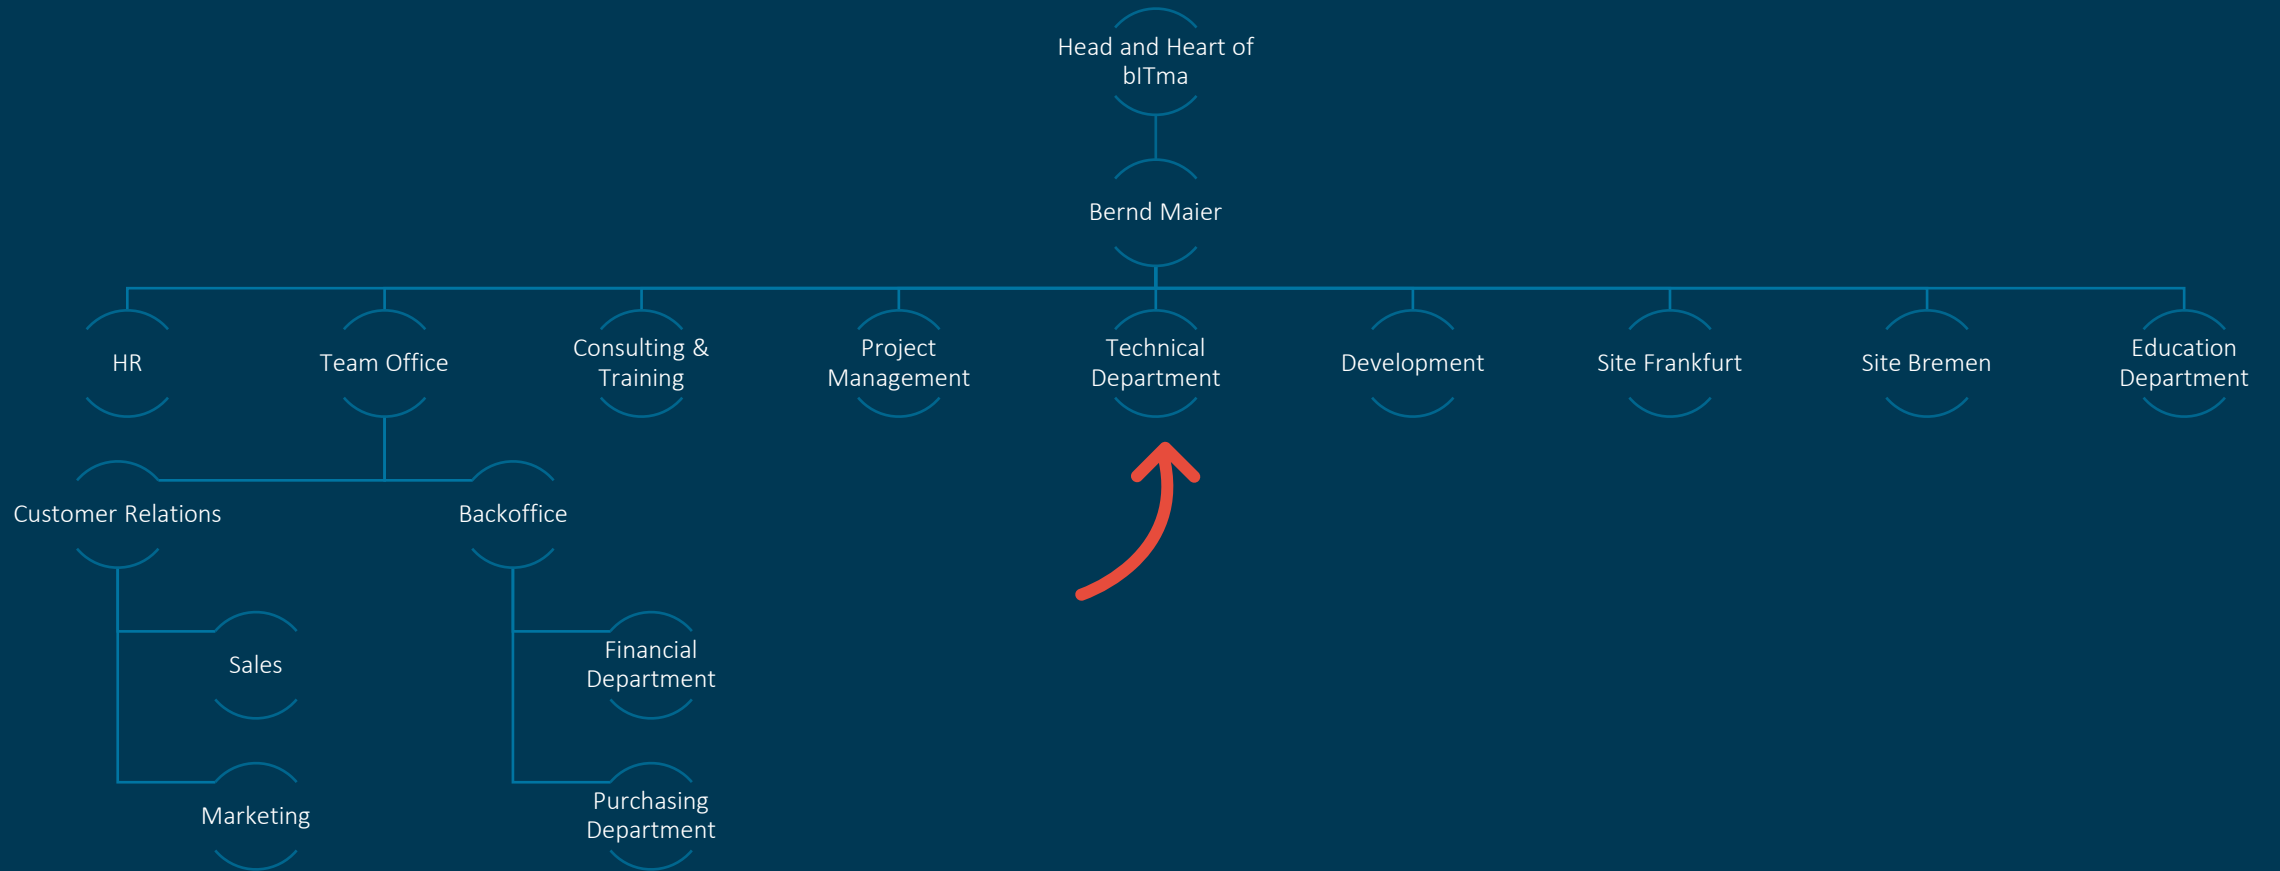 Head and Heart of
bITma
Bernd Maier
HR
Team Office
Consulting &
Training
Project
Management
Technical
Department
Development
Site Frankfurt
Site Bremen
Education
Department
Customer Relations
Backoffice
Sales
Financial
Department
Marketing
Purchasing
Department